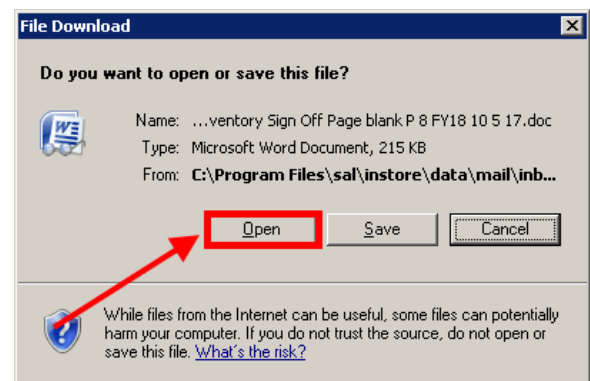 File Download
Do you want to open or save this file?
Name: ...ventory Sign Off Page blank P 8 FY18 10 5 17.doc
Type: Microsoft Word Document, 215 KB
From: C:\Program Files\sal\instore\data\mail\inb...
Open Save Cancel
While files from the Internet can be useful, some files can potentially
harm your computer. If you do not trust the source, do not open or
save this file. What's the risk?